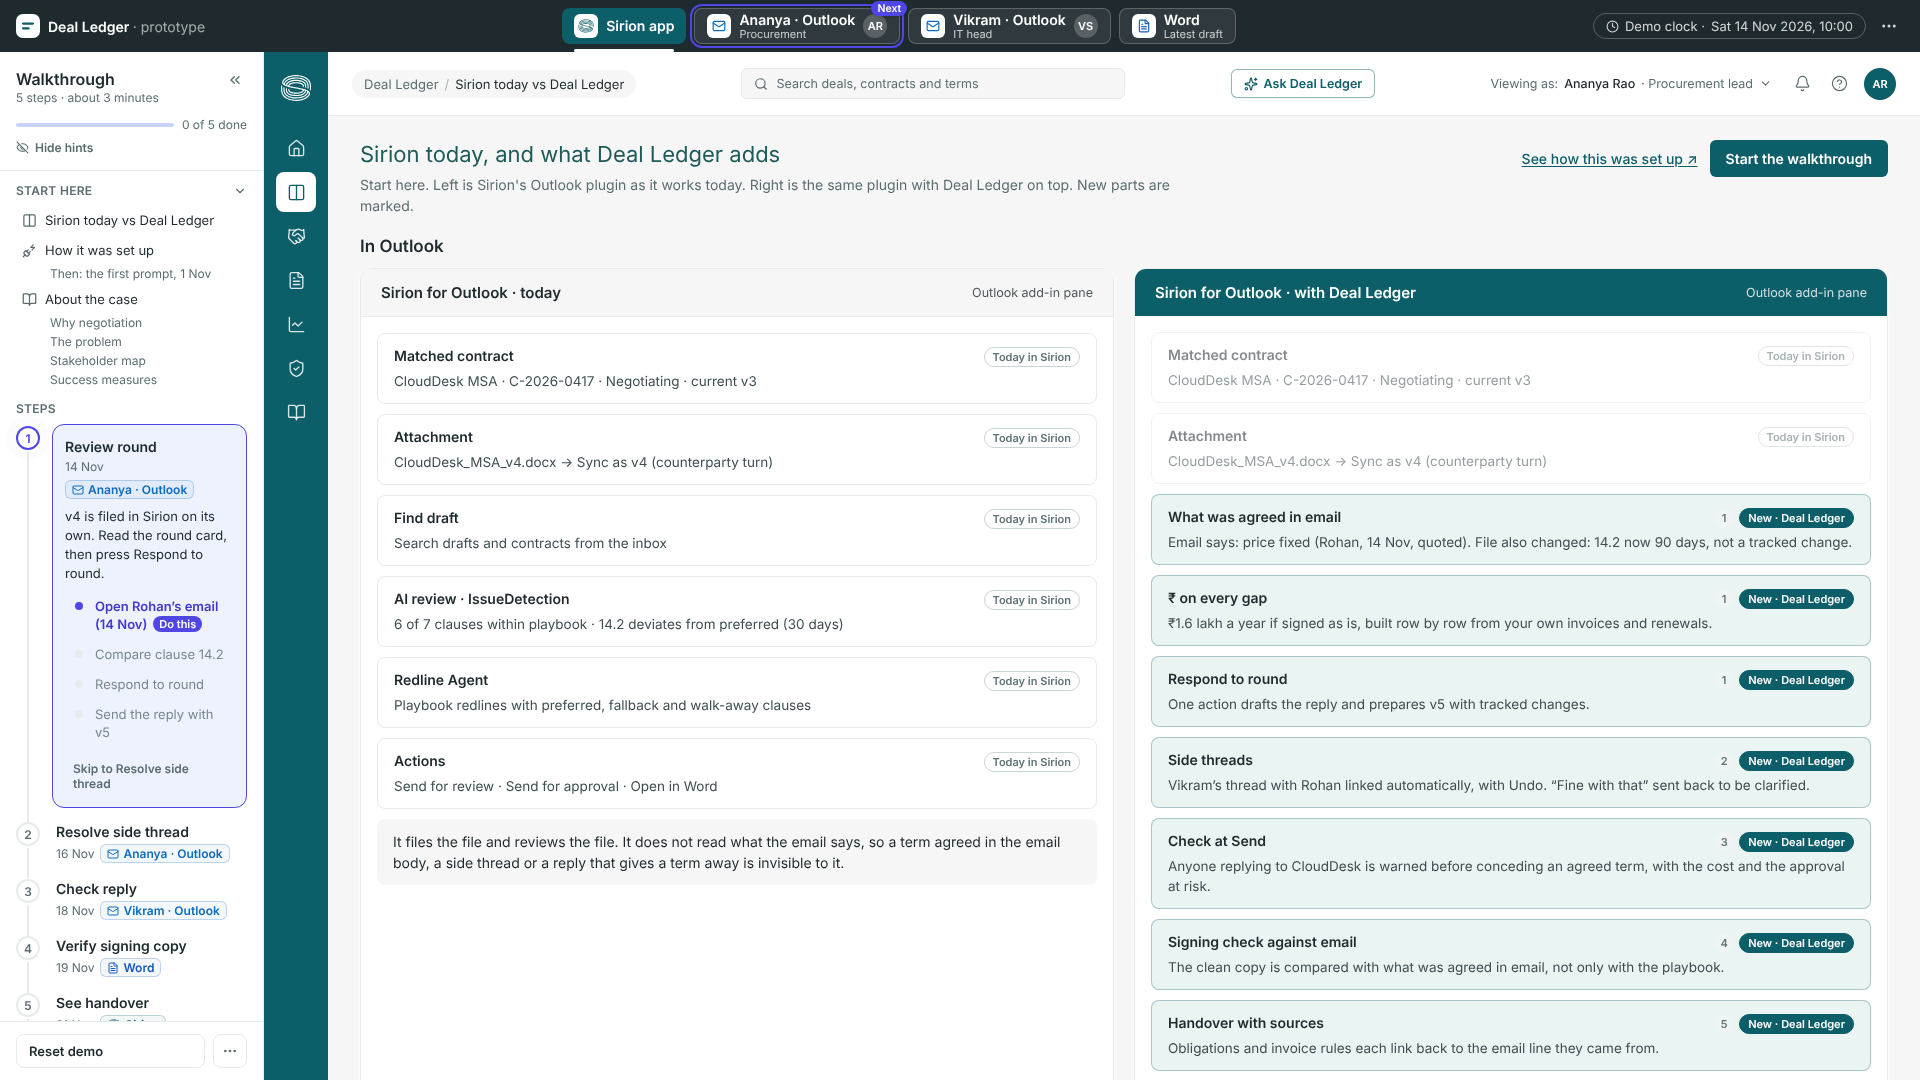 Deal Ledger · prototype
Sirion app
Ananya · Outlook
Procurement
AR
Next
Vikram · Outlook
IT head
VS
Word
Latest draft
Demo clock · Sat 14 Nov 2026, 10:00
Walkthrough
5 steps · about 3 minutes
0 of 5 done
Hide hints
START HERE
Sirion today vs Deal Ledger
How it was set up
Then: the first prompt, 1 Nov
About the case
Why negotiation
The problem
Stakeholder map
Success measures
STEPS
1
Review round
14 Nov
Ananya · Outlook
v4 is filed in Sirion on its
own. Read the round card,
then press Respond to
round.
Open Rohan’s email
(14 Nov) Do this
Compare clause 14.2
Respond to round
Send the reply with
v5
Skip to Resolve side
thread
2
Resolve side thread
16 Nov Ananya · Outlook
3
Check reply
18 Nov Vikram · Outlook
4
Verify signing copy
19 Nov Word
5
See handover
Reset demo
Deal Ledger / Sirion today vs Deal Ledger
Search deals, contracts and terms
Ask Deal Ledger
Viewing as: Ananya Rao · Procurement lead
AR
Sirion today, and what Deal Ledger adds
Start here. Left is Sirion's Outlook plugin as it works today. Right is the same plugin with Deal Ledger on top. New parts are
marked.
See how this was set up ↗
Start the walkthrough
In Outlook
Sirion for Outlook · today
Outlook add-in pane
Matched contract
Today in Sirion
CloudDesk MSA · C-2026-0417 · Negotiating · current v3
Attachment
Today in Sirion
CloudDesk_MSA_v4.docx → Sync as v4 (counterparty turn)
Find draft
Today in Sirion
Search drafts and contracts from the inbox
AI review · IssueDetection
Today in Sirion
6 of 7 clauses within playbook · 14.2 deviates from preferred (30 days)
Redline Agent
Today in Sirion
Playbook redlines with preferred, fallback and walk-away clauses
Actions
Today in Sirion
Send for review · Send for approval · Open in Word
It files the file and reviews the file. It does not read what the email says, so a term agreed in the email
body, a side thread or a reply that gives a term away is invisible to it.
Sirion for Outlook · with Deal Ledger
Outlook add-in pane
Matched contract
Today in Sirion
CloudDesk MSA · C-2026-0417 · Negotiating · current v3
Attachment
Today in Sirion
CloudDesk_MSA_v4.docx → Sync as v4 (counterparty turn)
What was agreed in email
1 New · Deal Ledger
Email says: price fixed (Rohan, 14 Nov, quoted). File also changed: 14.2 now 90 days, not a tracked change.
₹ on every gap
1 New · Deal Ledger
₹1.6 lakh a year if signed as is, built row by row from your own invoices and renewals.
Respond to round
1 New · Deal Ledger
One action drafts the reply and prepares v5 with tracked changes.
Side threads
2 New · Deal Ledger
Vikram’s thread with Rohan linked automatically, with Undo. “Fine with that” sent back to be clarified.
Check at Send
3 New · Deal Ledger
Anyone replying to CloudDesk is warned before conceding an agreed term, with the cost and the approval
at risk.
Signing check against email
4 New · Deal Ledger
The clean copy is compared with what was agreed in email, not only with the playbook.
Handover with sources
5 New · Deal Ledger
Obligations and invoice rules each link back to the email line they came from.